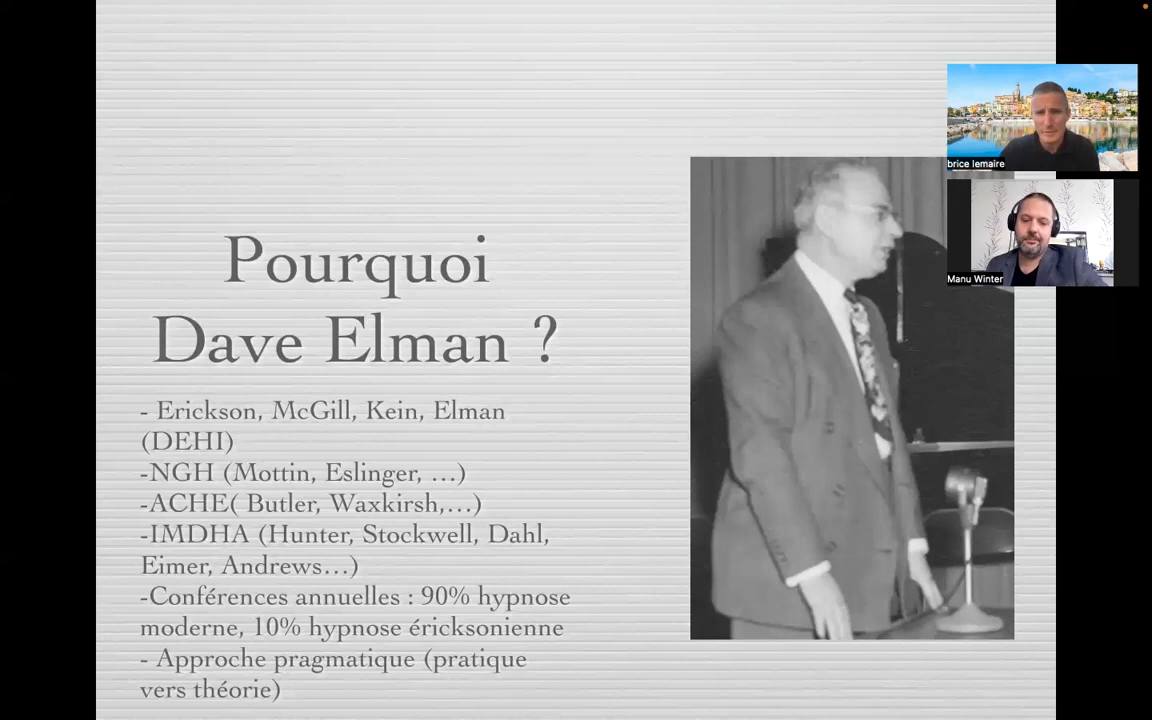 Pourquoi
Dave Elman ?
- Erickson, McGill, Kein, Elman
(DEHI)
-NGH (Mottin, Eslinger, …)
-ACHE( Butler, Waxkirsh,…)
-IMDHA (Hunter, Stockwell, Dahl,
Eimer, Andrews…)
-Conférences annuelles : 90% hypnose
moderne, 10% hypnose éricksonienne
- Approche pragmatique (pratique
vers théorie)
brice lemaire
Manu Winter